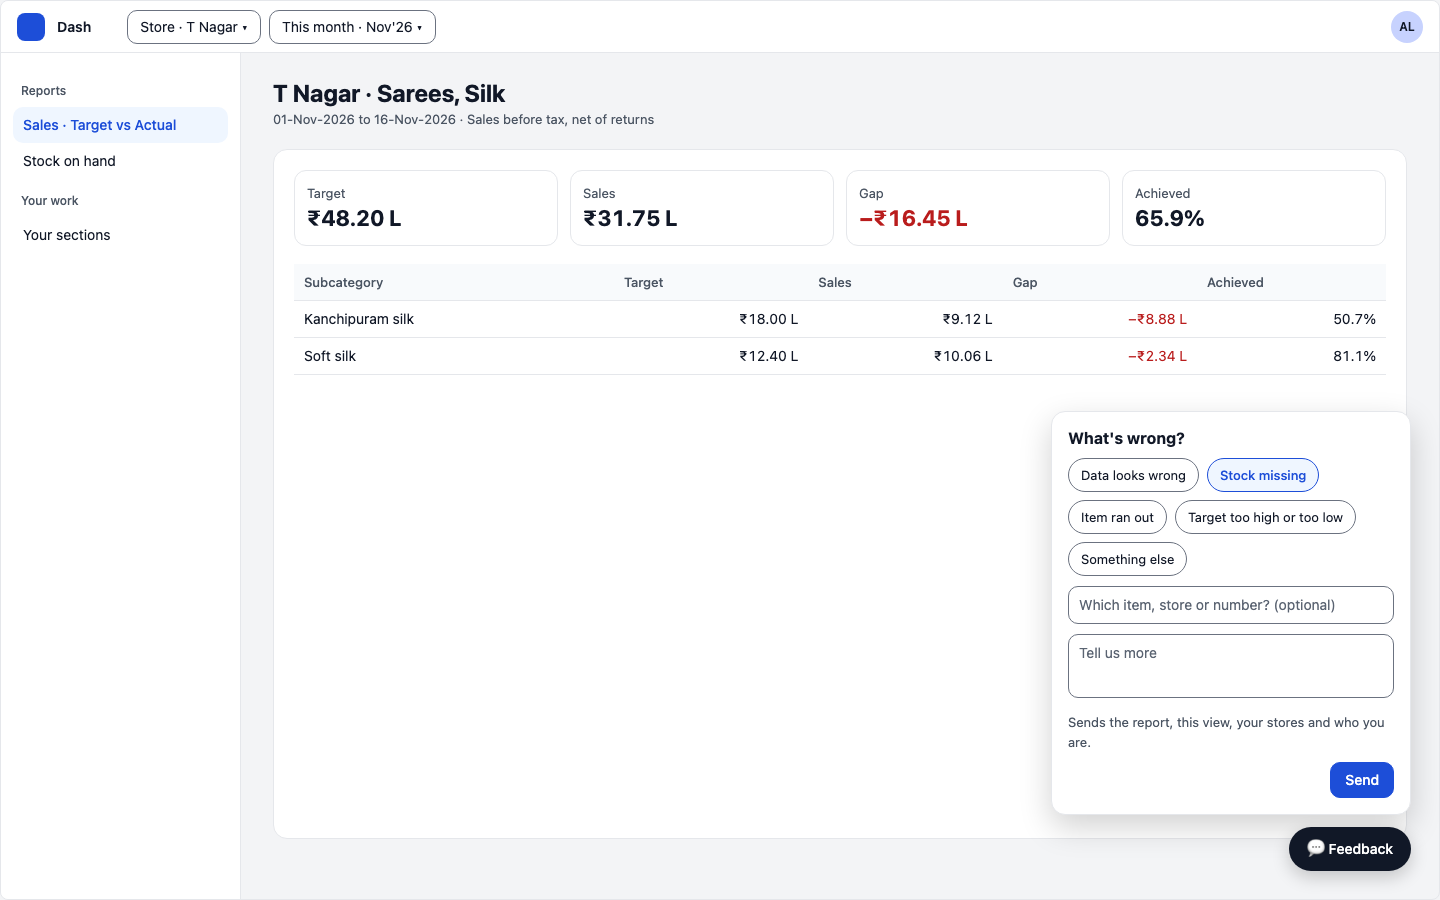 Dash
Store · T Nagar ▾
This month · Nov'26 ▾
AL
Reports
Sales · Target vs Actual
Stock on hand
Your work
Your sections
T Nagar · Sarees, Silk
01-Nov-2026 to 16-Nov-2026 · Sales before tax, net of returns
Target
₹48.20 L
Sales
₹31.75 L
Gap
−₹16.45 L
Achieved
65.9%
Subcategory Target Sales Gap Achieved
Kanchipuram silk ₹18.00 L ₹9.12 L −₹8.88 L 50.7%
Soft silk ₹12.40 L ₹10.06 L −₹2.34 L 81.1%
What's wrong?
Data looks wrong
Stock missing
Item ran out
Target too high or too low
Something else
Which item, store or number? (optional)
Tell us more
Sends the report, this view, your stores and who you
are.
Send
💬 Feedback